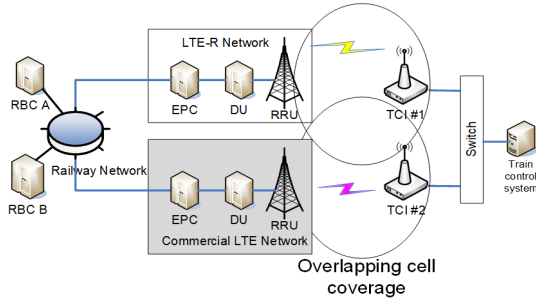 LTE-R Network
RBC A
EPC
DU
RRU
TCI #1
Railway Network
Switch
Train
control
system
RBC B
EPC
DU
RRU
TCI #2
Commercial LTE Network
Overlapping cell
coverage